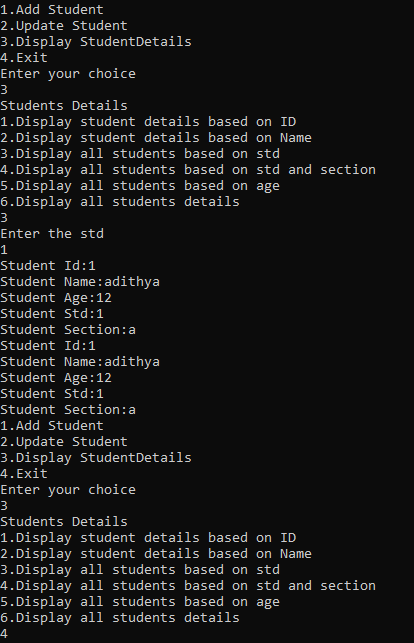 1.Add Student
2.Update Student
3.Display StudentDetails
4.Exit
Enter your choice
3
Students Details
1.Display student details based on ID
2.Display student details based on Name
3.Display all students based on std
4.Display all students based on std and section
5.Display all students based on age
6.Display all students details
3
Enter the std
1
Student Id:1
Student Name:adithya
Student Age:12
Student Std:1
Student Section:a
Student Id:1
Student Name:adithya
Student Age:12
Student Std:1
Student Section:a
1.Add Student
2.Update Student
3.Display StudentDetails
4.Exit
Enter your choice
3
Students Details
1.Display student details based on ID
2.Display student details based on Name
3.Display all students based on std
4.Display all students based on std and section
5.Display all students based on age
6.Display all students details
4